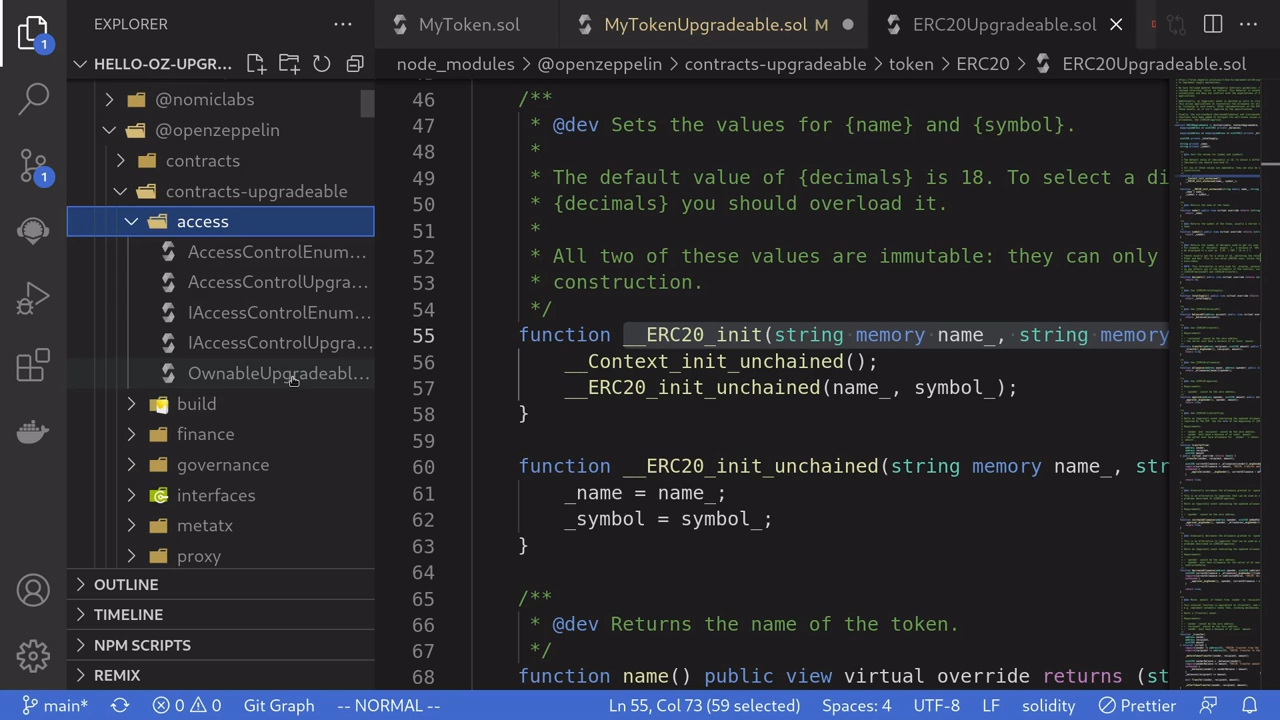 EXPLORER
MyToken.sol
MyTokenUpgradeable.sol M
ERC20Upgradeable.sol
1
HELLO-OZ-UPGR...
node_modules > @openzeppelin > contracts-upgradeable > token > ERC20 > ERC20Upgradeable.sol
@nomiclabs
@openzeppelin
contracts
contracts-upgradeable
access
AccessControlEnum...
AccessControlUpgra...
IAccessControlEnum...
IAccessControlUpgra...
OwnableUpgradeabl...
build
finance
governance
interfaces
metatx
proxy
OUTLINE
TIMELINE
NPM SCRIPTS
REMIX
1
46 /**
47 * @dev Sets the values for {name} and {symbol}.
48 *
49 * The default value of {decimals} is 18. To select a di
50 * {decimals} you should overload it.
51 *
52 * All two of these values are immutable: they can only
53 * construction.
54 */
55 function __ERC20_init(string memory name_, string memory
56 __Context_init_unchained();
57 __ERC20_init_unchained(name_, symbol_);
58 }
59
60 function __ERC20_init_unchained(string memory name_, str
61 _name = name_;
62 _symbol = symbol_;
63 }
64
65 /**
66 * @dev Returns the name of the token.
67 */
68 function name() public view virtual override returns (st
main 0 0 Git Graph -- NORMAL -- Ln 55, Col 73 (59 selected) Spaces: 4 UTF-8 LF solidity Prettier